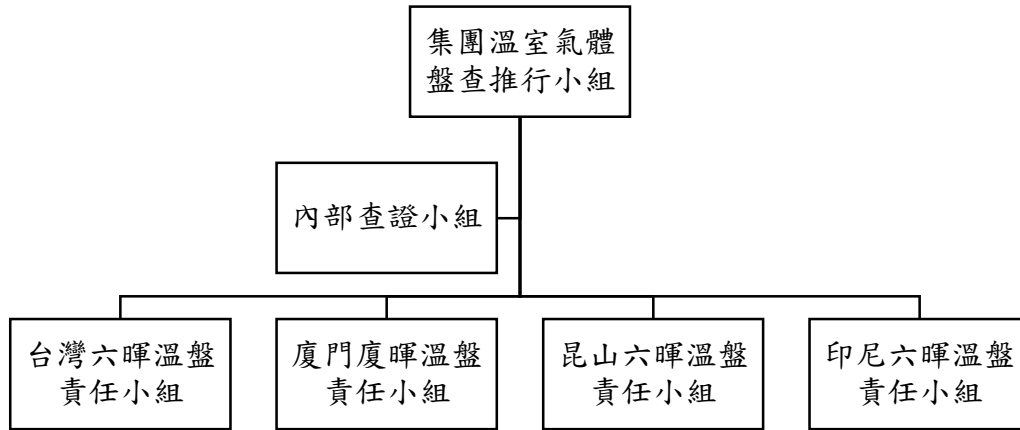 集團溫室氣體
盤查推行小組
內部查證小組
台灣六暉溫盤
責任小組
廈門廈暉溫盤
責任小組
昆山六暉溫盤
責任小組
印尼六暉溫盤
責任小組